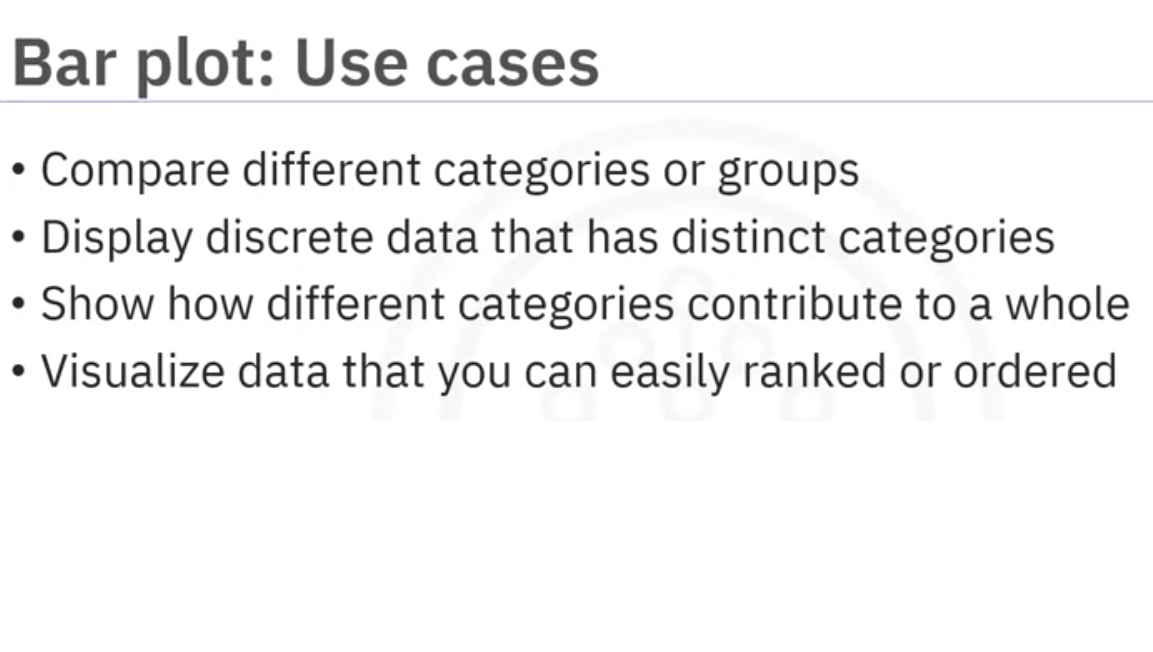 Bar plot: Use cases
• Compare different categories or groups
• Display discrete data that has distinct categories
• Show how different categories contribute to a whole
• Visualize data that you can easily ranked or ordered